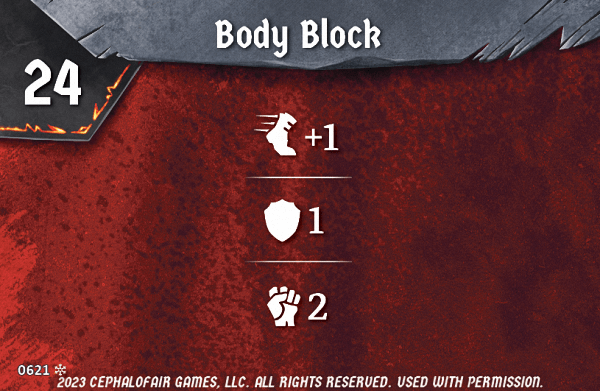 Body Block
24
+1
1
2
0621
2023 CEPHALOFAIR GAMES, LLC. ALL RIGHTS RESERVED. USED WITH PERMISSION.